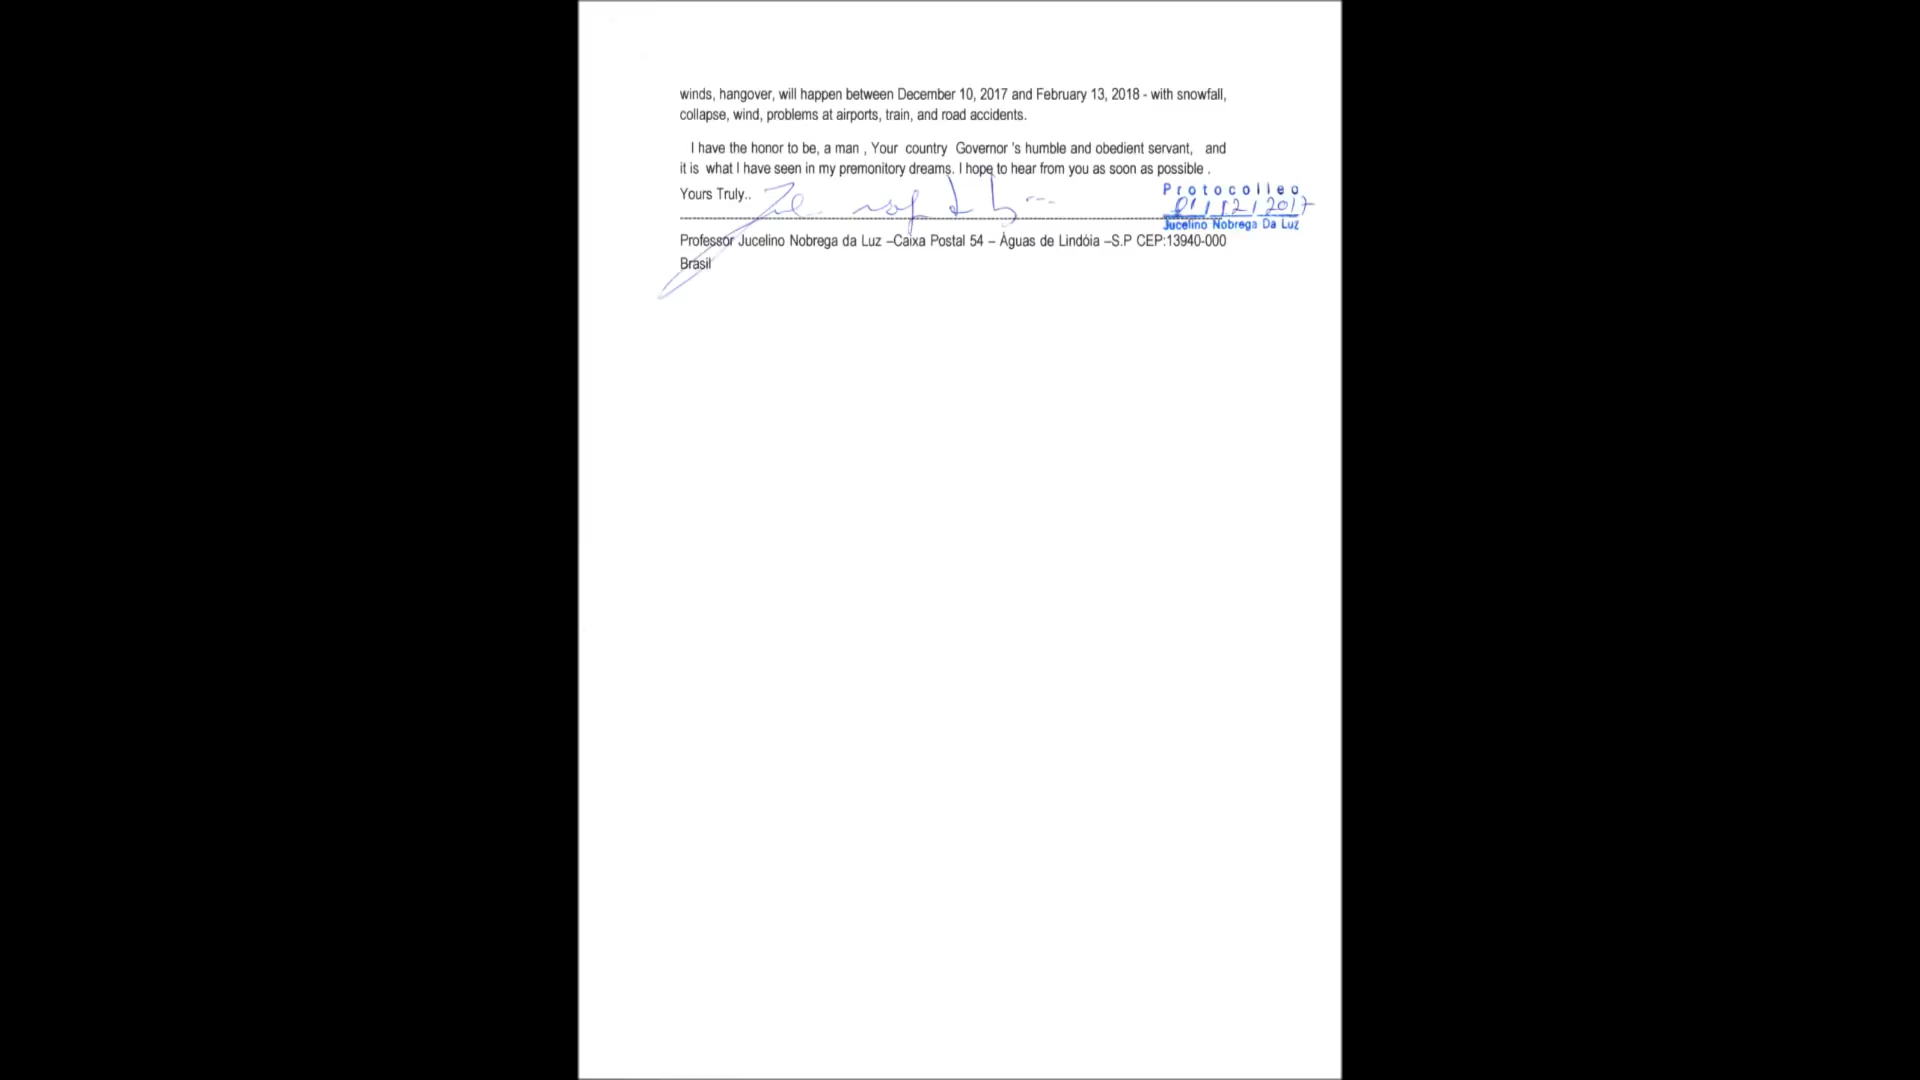 winds, hangover, will happen between December 10, 2017 and February 13, 2018 - with snowfall,
collapse, wind, problems at airports, train, and road accidents.
I have the honor to be, a man , Your country Governor 's humble and obedient servant, and
it is what I have seen in my premonitory dreams. I hope to hear from you as soon as possible .
Yours Truly..
Protocolleo
01/12/2017
Jucelino Nobrega Da Luz
Professor Jucelino Nobrega da Luz –Caixa Postal 54 – Águas de Lindóia –S.P CEP:13940-000
Brasil